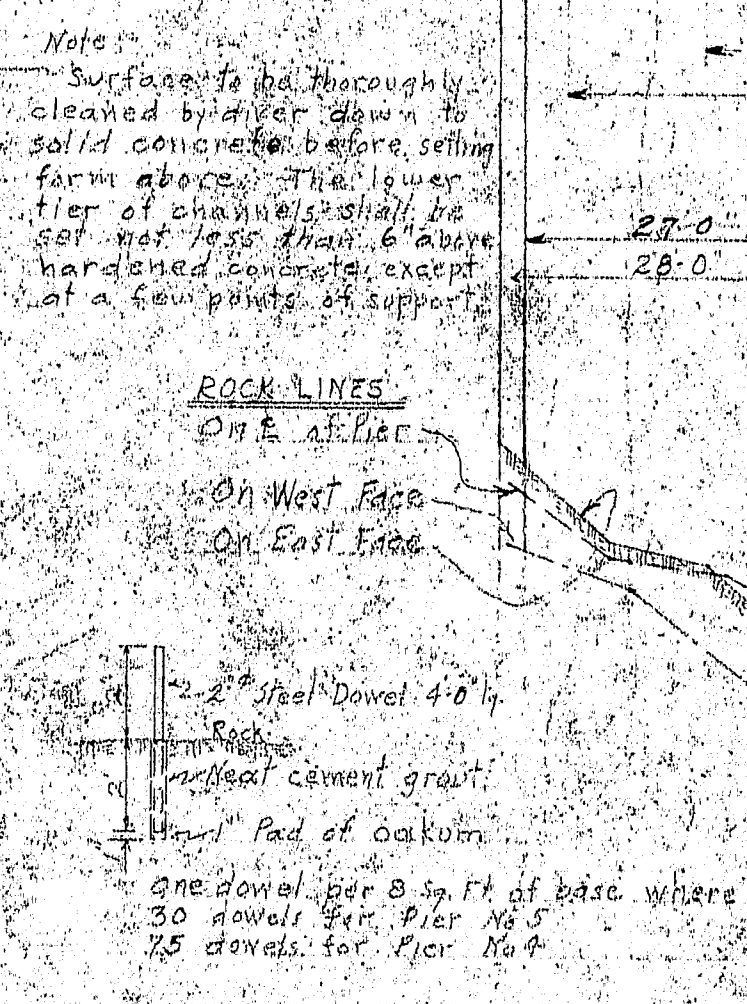 Note:
Surface to be thoroughly
cleaned by diver down to
solid concrete before setting
form above. The lower
tier of channels shall be
set not less than 6" above
hardened concrete except
at a few points of support.
27-0"
28-0"
ROCK LINES
On ℄ of Pier
On West Face
On East Face
2"⌀ Steel Dowel 4'-0" lg.
Rock
Neat cement grout
1" Pad of oakum
One dowel per 8 Sq. Ft of base where
30 dowels for Pier No 5
75 dowels for Pier No